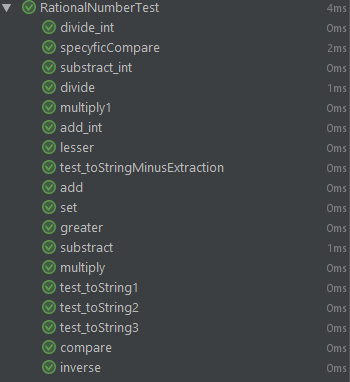 RationalNumberTest 4ms
divide_int 0ms
specyficCompare 2ms
substract_int 0ms
divide 1ms
multiply1 0ms
add_int 0ms
lesser 0ms
test_toStringMinusExtraction 0ms
add 0ms
set 0ms
greater 0ms
substract 1ms
multiply 0ms
test_toString1 0ms
test_toString2 0ms
test_toString3 0ms
compare 0ms
inverse 0ms